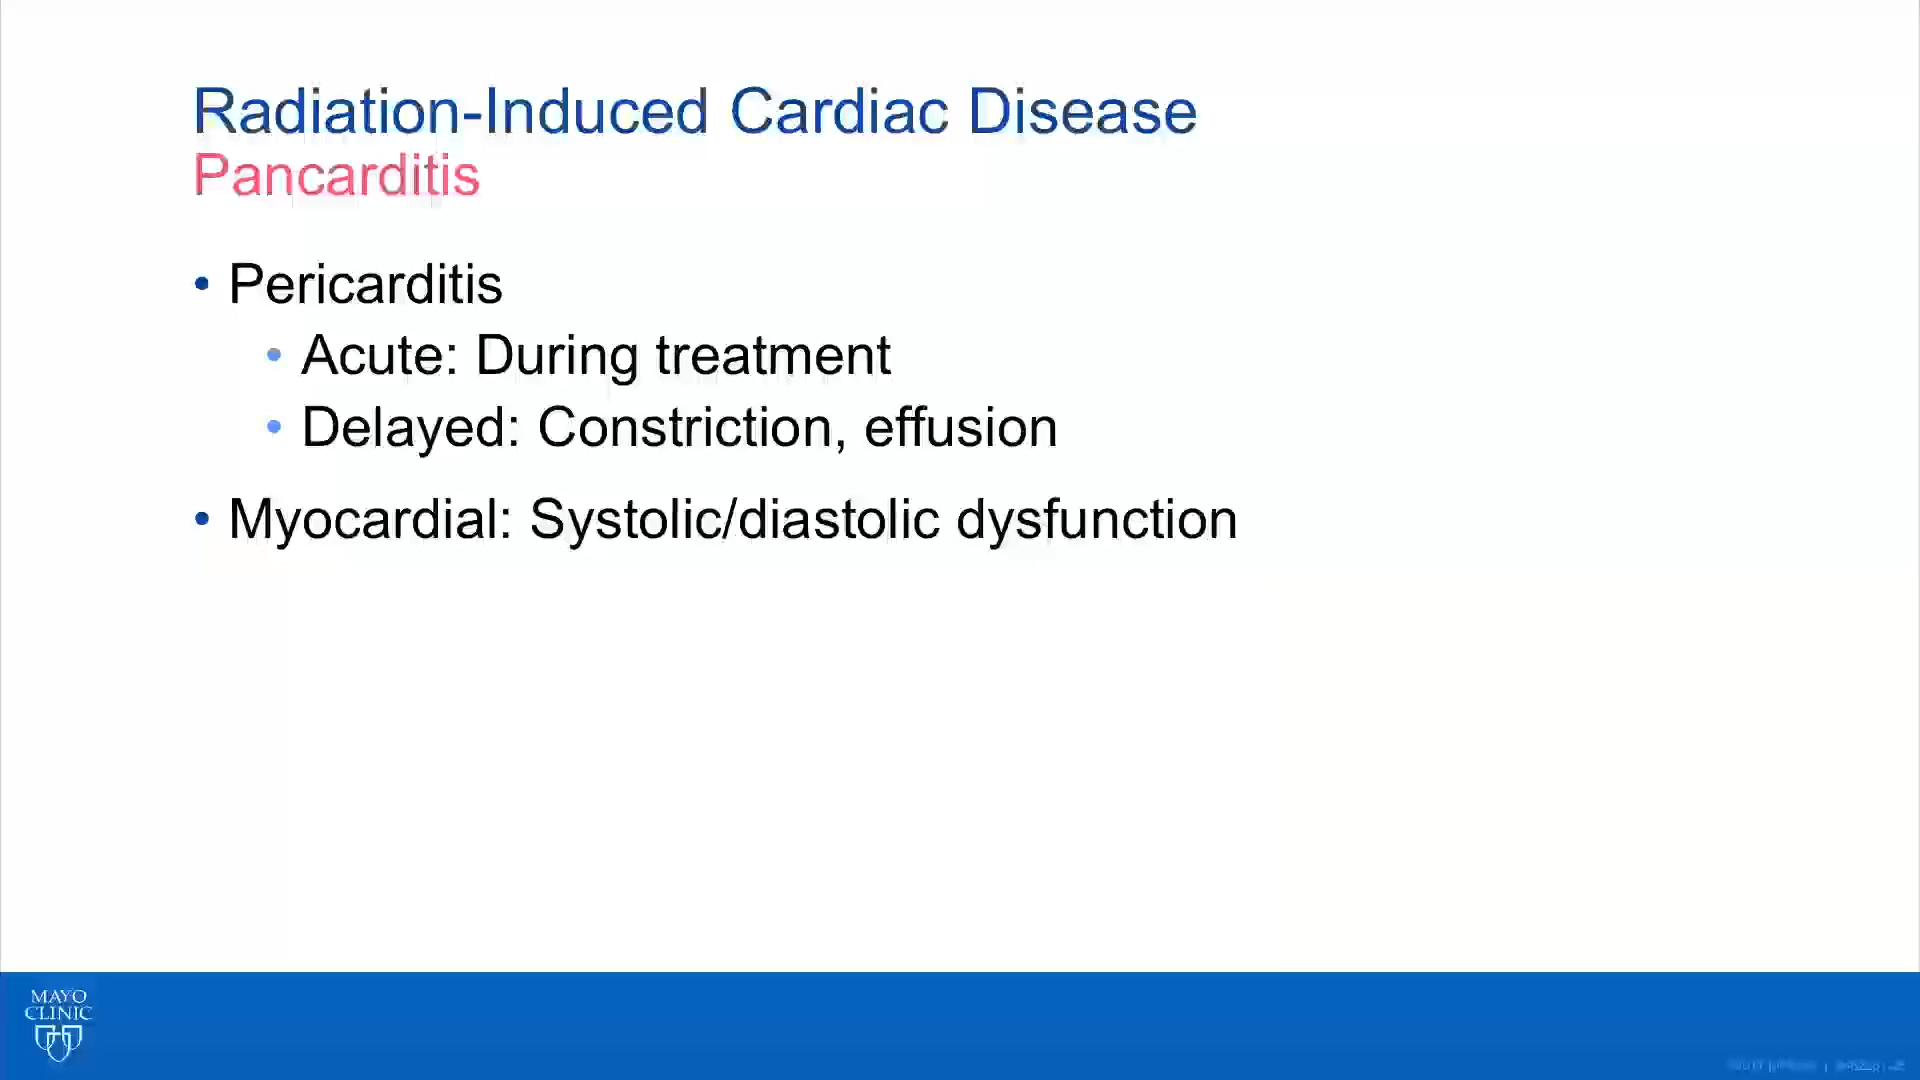 Radiation-Induced Cardiac Disease
Pancarditis
• Pericarditis
• Acute: During treatment
• Delayed: Constriction, effusion
• Myocardial: Systolic/diastolic dysfunction
MAYO
CLINIC